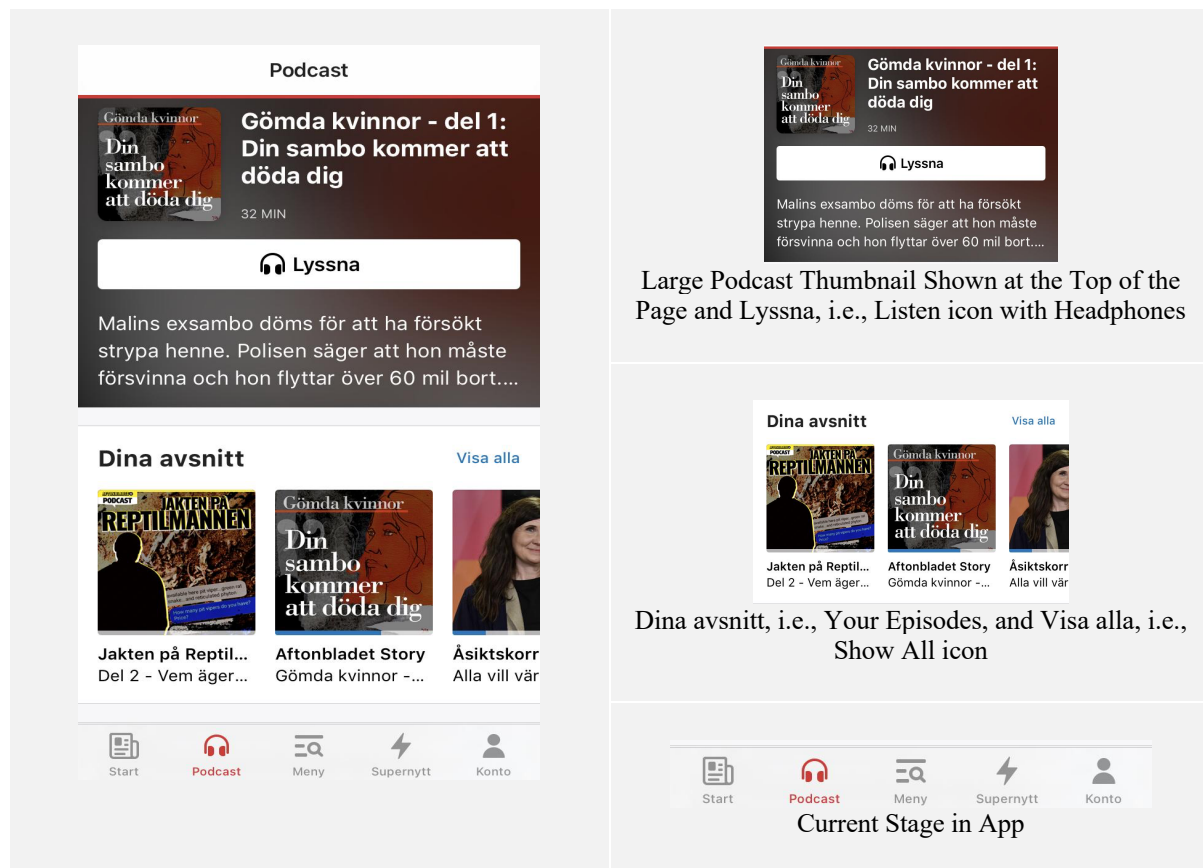 Podcast
Gömda kvinnor
Din
sambo
kommer
att döda dig
Gömda kvinnor - del 1:
Din sambo kommer att
döda dig
32 MIN
Lyssna
Malins exsambo döms för att ha försökt
strypa henne. Polisen säger att hon måste
försvinna och hon flyttar över 60 mil bort....
Dina avsnitt
Visa alla
PODCAST
JAKTEN PÅ
REPTILMANNEN
How many pit vipers do you have?
Gömda kvinnor
Din
sambo
kommer
att döda dig
Jakten på Reptil...
Del 2 - Vem äger...
Aftonbladet Story
Gömda kvinnor -...
Åsiktskorr
Alla vill vär
Start
Podcast
Meny
Supernytt
Konto
Gömda kvinnor
Din
sambo
kommer
att döda dig
Gömda kvinnor - del 1:
Din sambo kommer att
döda dig
32 MIN
Lyssna
Malins exsambo döms för att ha försökt
strypa henne. Polisen säger att hon måste
försvinna och hon flyttar över 60 mil bort....
Large Podcast Thumbnail Shown at the Top of the
Page and Lyssna, i.e., Listen icon with Headphones
Dina avsnitt
Visa alla
PODCAST
JAKTEN PÅ
REPTILMANNEN
Gömda kvinnor
Din
sambo
kommer
att döda dig
Jakten på Reptil...
Del 2 - Vem äger...
Aftonbladet Story
Gömda kvinnor -...
Åsiktskorr
Alla vill vär
Dina avsnitt, i.e., Your Episodes, and Visa alla, i.e.,
Show All icon
Start
Podcast
Meny
Supernytt
Konto
Current Stage in App